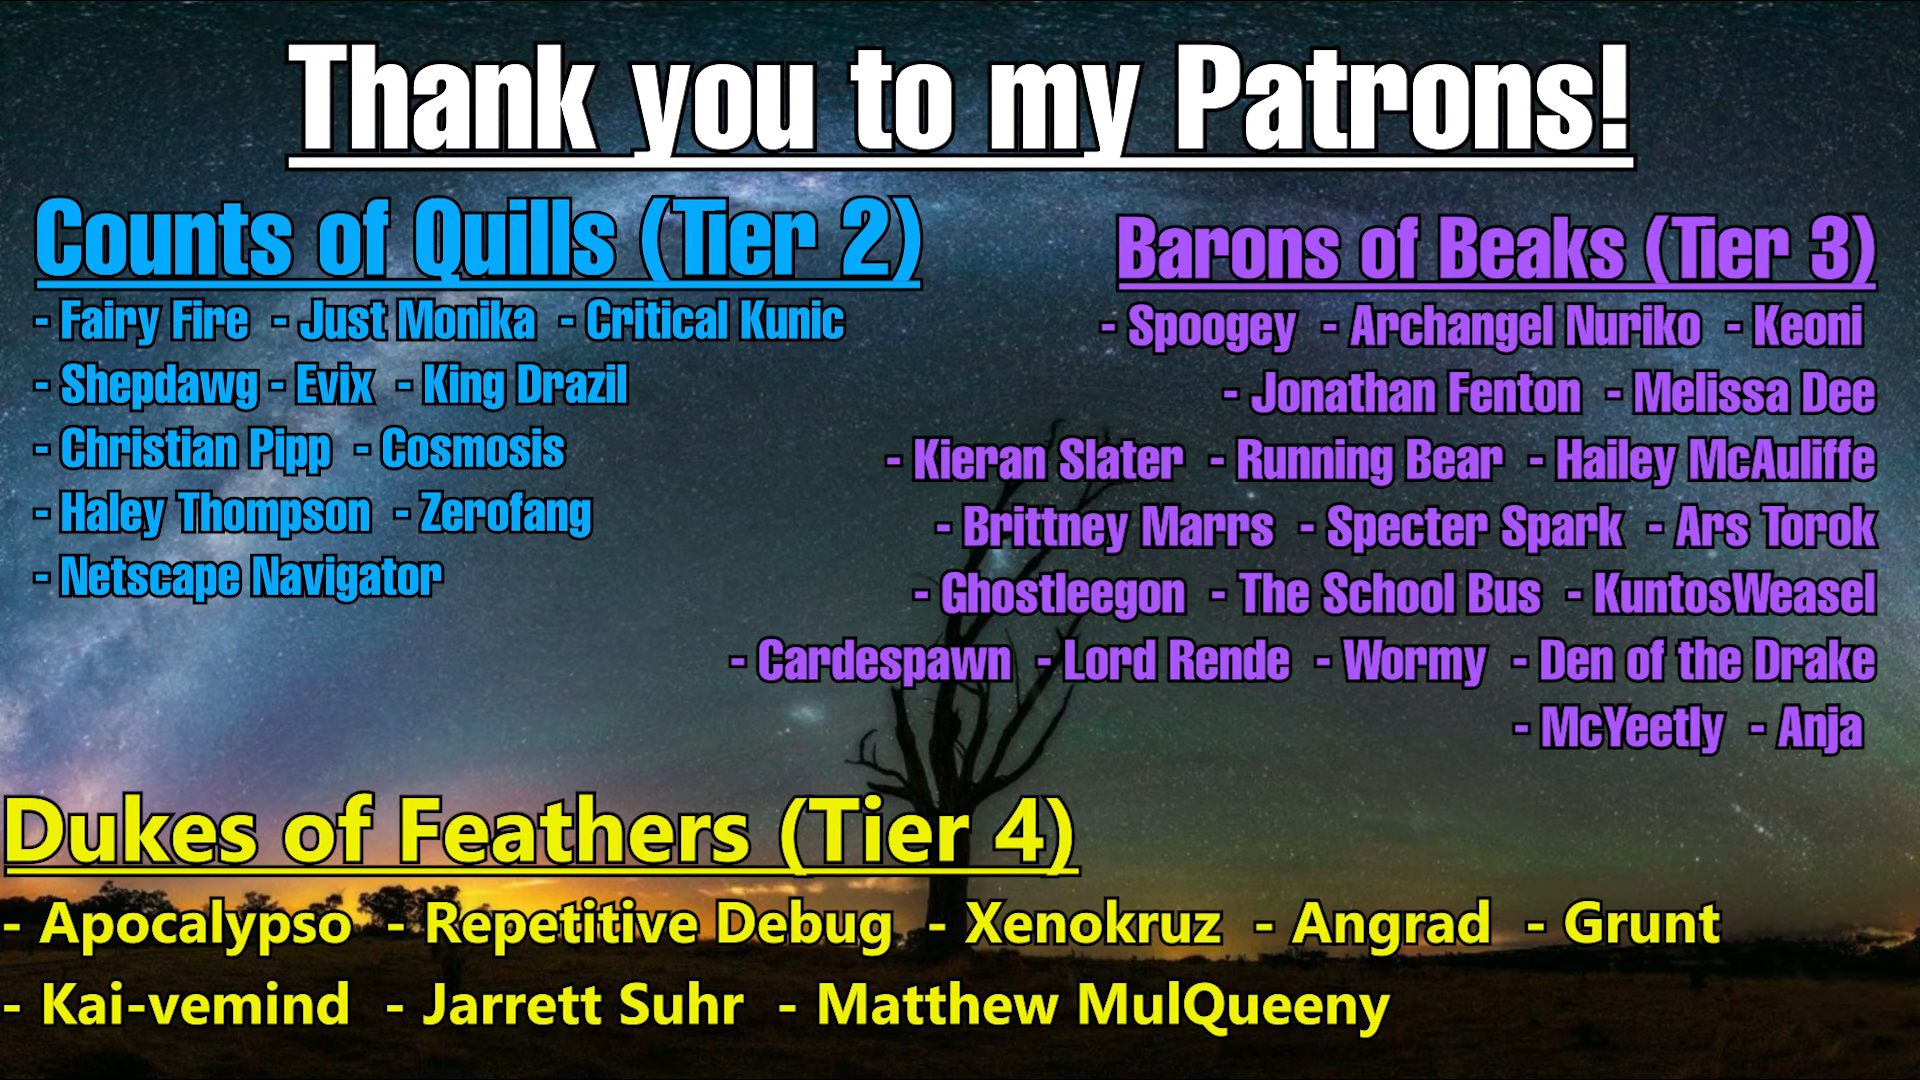 Thank you to my Patrons!
Counts of Quills (Tier 2)
- Fairy Fire - Just Monika - Critical Kunic
- Shepdawg - Evix - King Drazil
- Christian Pipp - Cosmosis
- Haley Thompson - Zerofang
- Netscape Navigator
Barons of Beaks (Tier 3)
- Spoogey - Archangel Nuriko - Keoni
- Jonathan Fenton - Melissa Dee
- Kieran Slater - Running Bear - Hailey McAuliffe
- Brittney Marrs - Specter Spark - Ars Torok
- Ghostleegon - The School Bus - KuntosWeasel
- Cardespawn - Lord Rende - Wormy - Den of the Drake
- McYeetly - Anja
Dukes of Feathers (Tier 4)
- Apocalypso - Repetitive Debug - Xenokruz - Angrad - Grunt
- Kai-vemind - Jarrett Suhr - Matthew MulQueeny